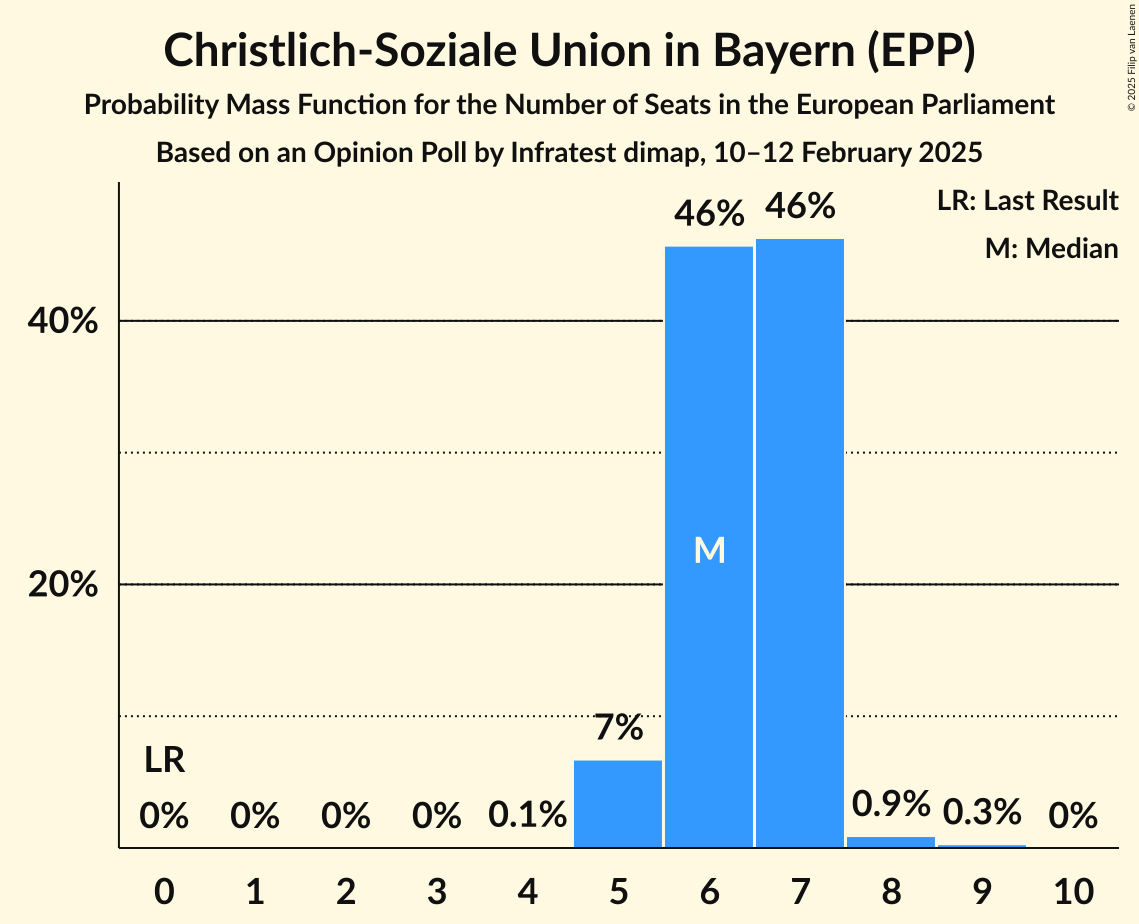 Christlich-Soziale Union in Bayern (EPP)
Probability Mass Function for the Number of Seats in the European Parliament
Based on an Opinion Poll by Infratest dimap, 10–12 February 2025
© 2025 Filip van Laenen
LR: Last Result
M: Median
46% 46%
40%
M
20%
7%
LR
0% 0% 0% 0% 0.1% 0.9% 0.3% 0%
0 1 2 3 4 5 6 7 8 9 10